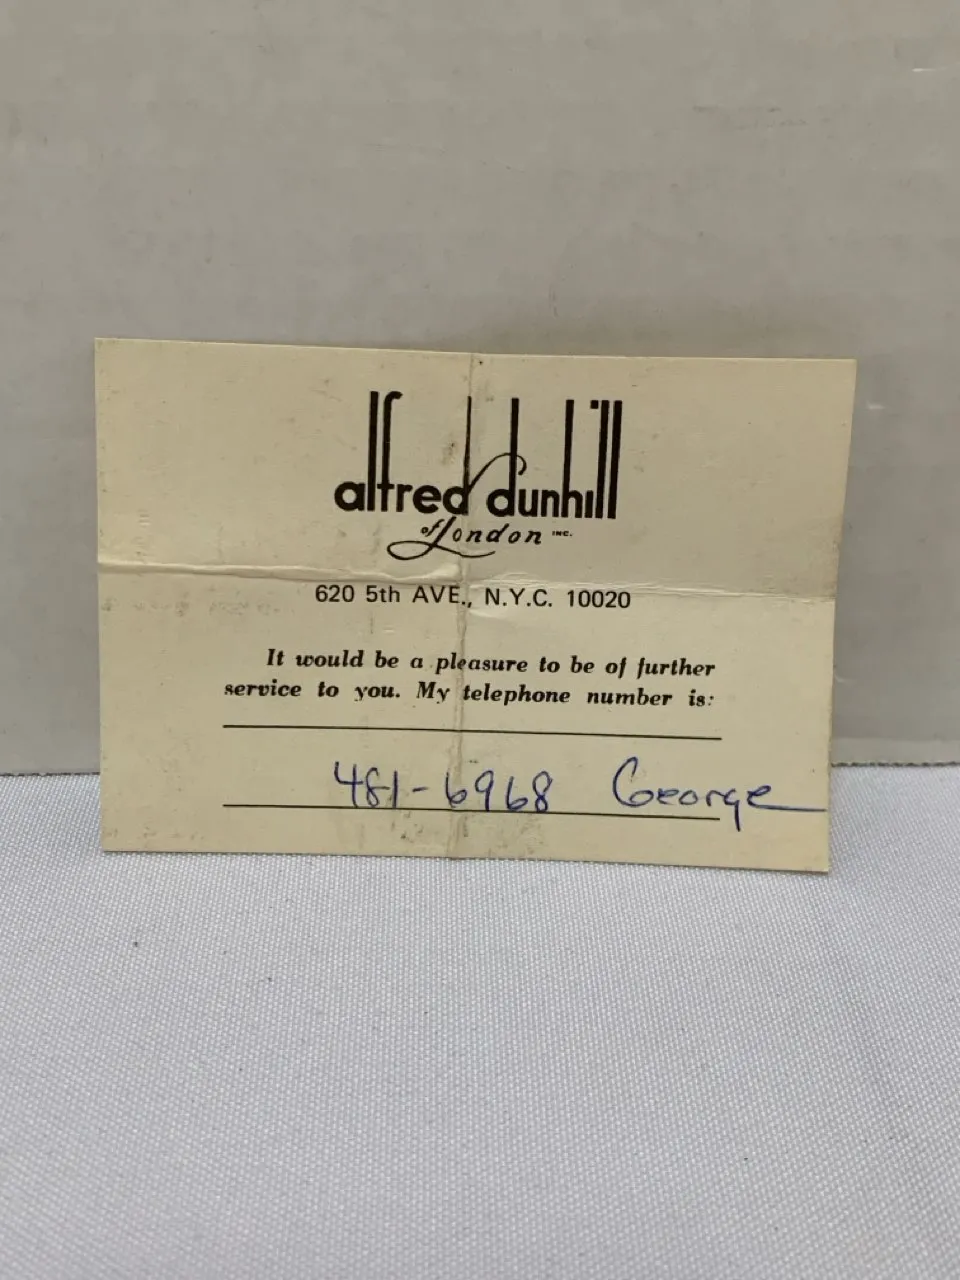 alfred dunhill
of London INC.
620 5th AVE., N.Y.C. 10020
It would be a pleasure to be of further
service to you. My telephone number is:
481-6968 George